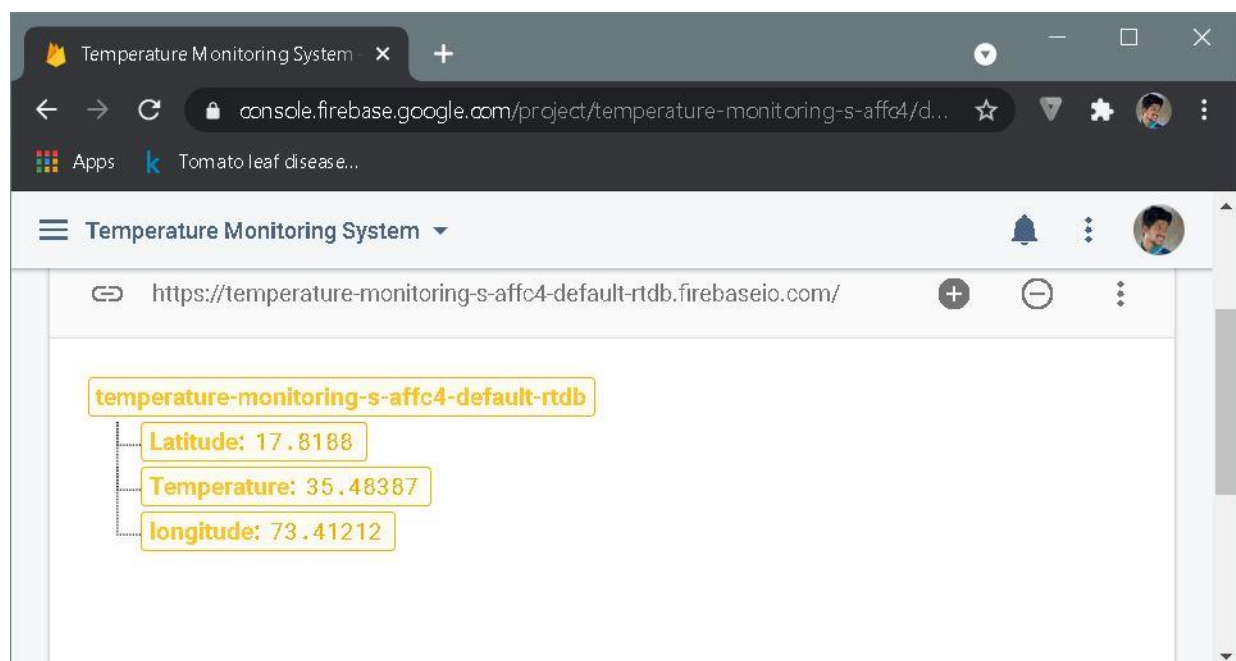 Temperature Monitoring System
console.firebase.google.com/project/temperature-monitoring-s-affc4/d...
Apps
Tomato leaf disease...
Temperature Monitoring System
https://temperature-monitoring-s-affc4-default-rtdb.firebaseio.com/
temperature-monitoring-s-affc4-default-rtdb
Latitude: 17.8188
Temperature: 35.48387
longitude: 73.41212